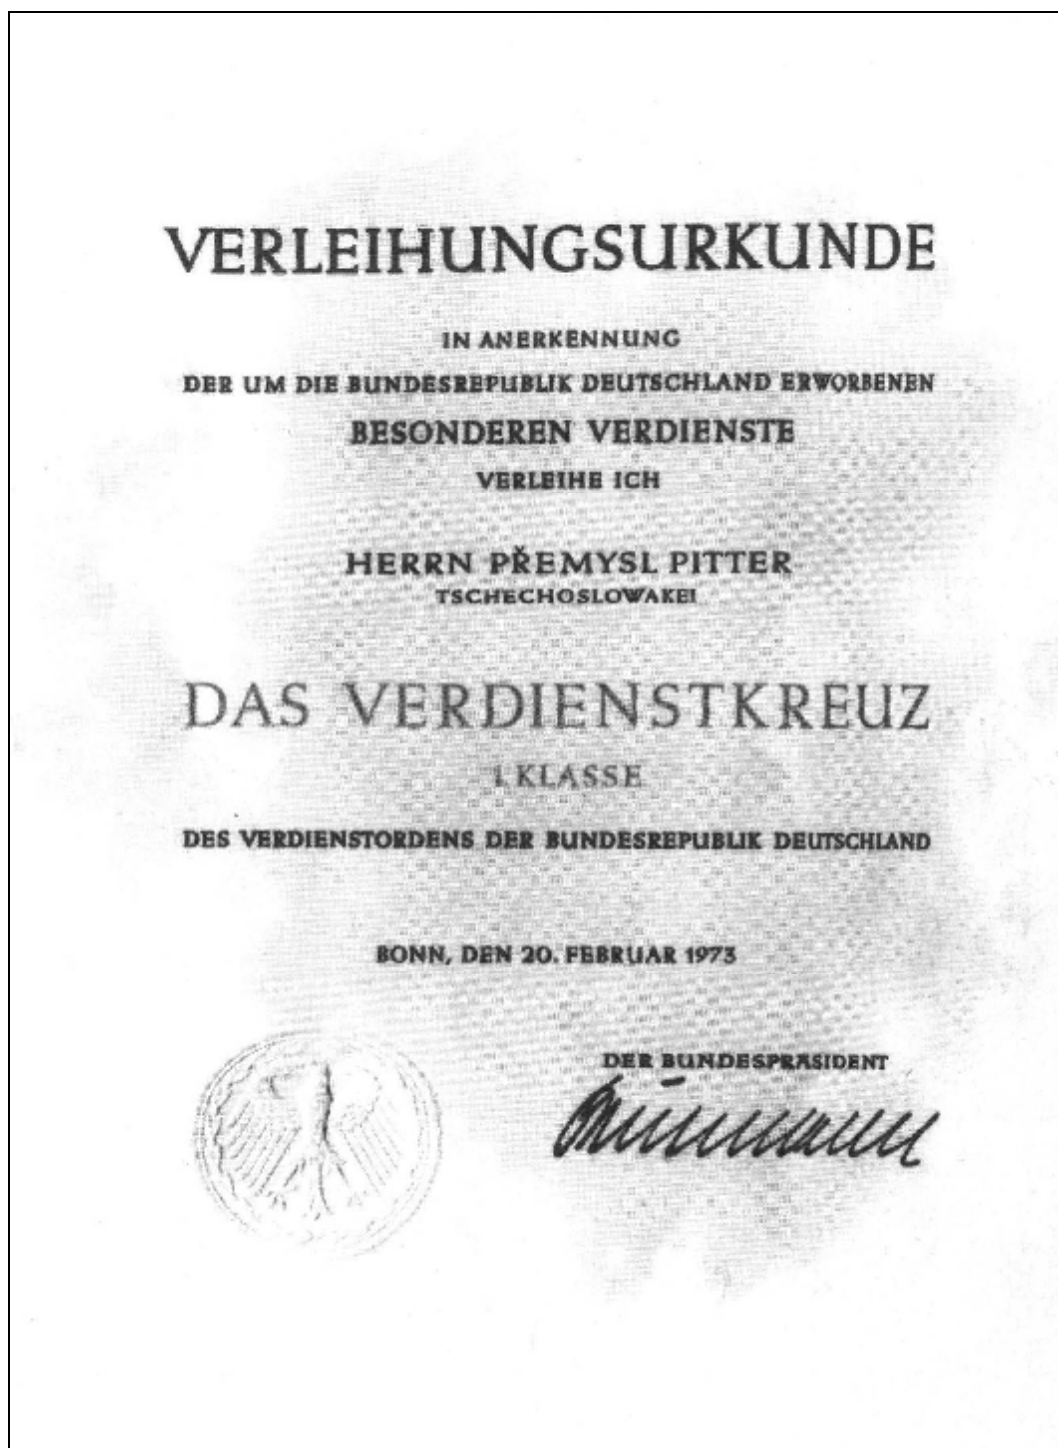 VERLEIHUNGSURKUNDE
IN ANERKENNUNG
DER UM DIE BUNDESREPUBLIK DEUTSCHLAND ERWORBENEN
BESONDEREN VERDIENSTE
VERLEIHE ICH
HERRN PŘEMYSL PITTER
TSCHECHOSLOWAKEI
DAS VERDIENSTKREUZ
1. KLASSE
DES VERDIENSTORDENS DER BUNDESREPUBLIK DEUTSCHLAND
BONN, DEN 20. FEBRUAR 1973
DER BUNDESPRÄSIDENT